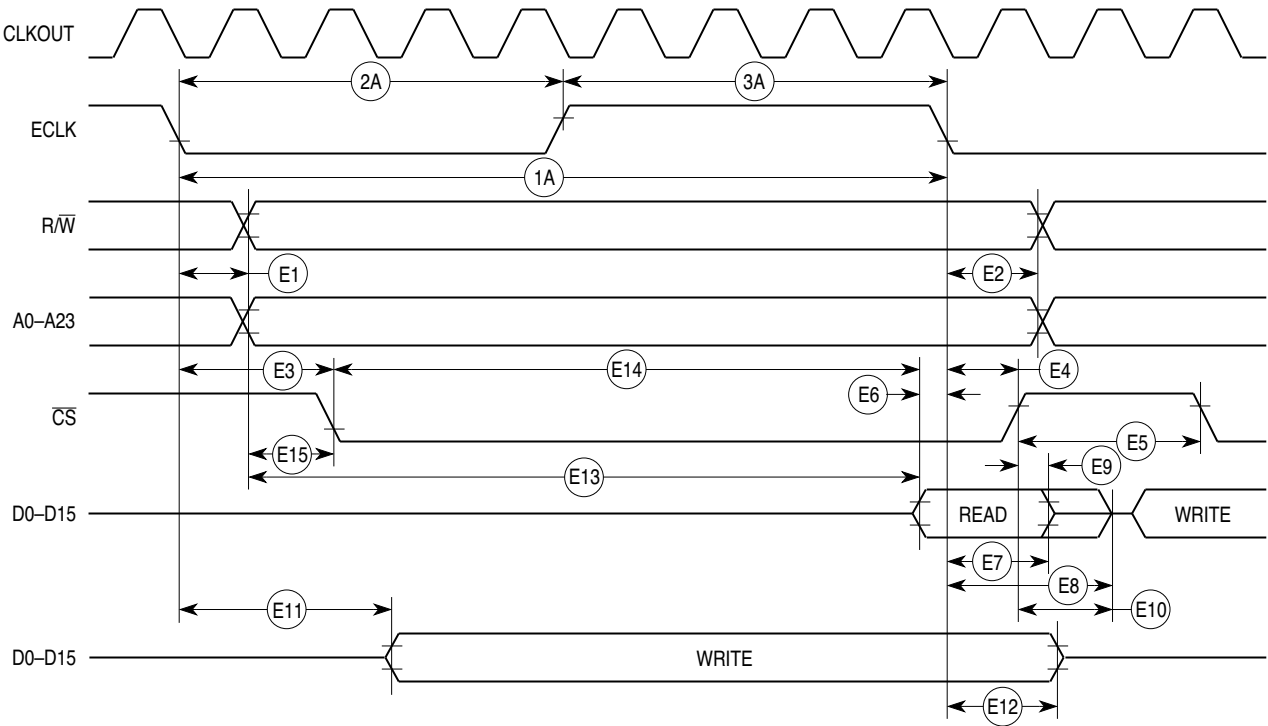 CLKOUT
2A
3A
ECLK
1A
R/W̅
E1
E2
A0–A23
E3
E14
E4
E6
C̅S̅
E15
E5
E9
E13
D0–D15
READ
WRITE
E7
E8
E11
E10
D0–D15
WRITE
E12